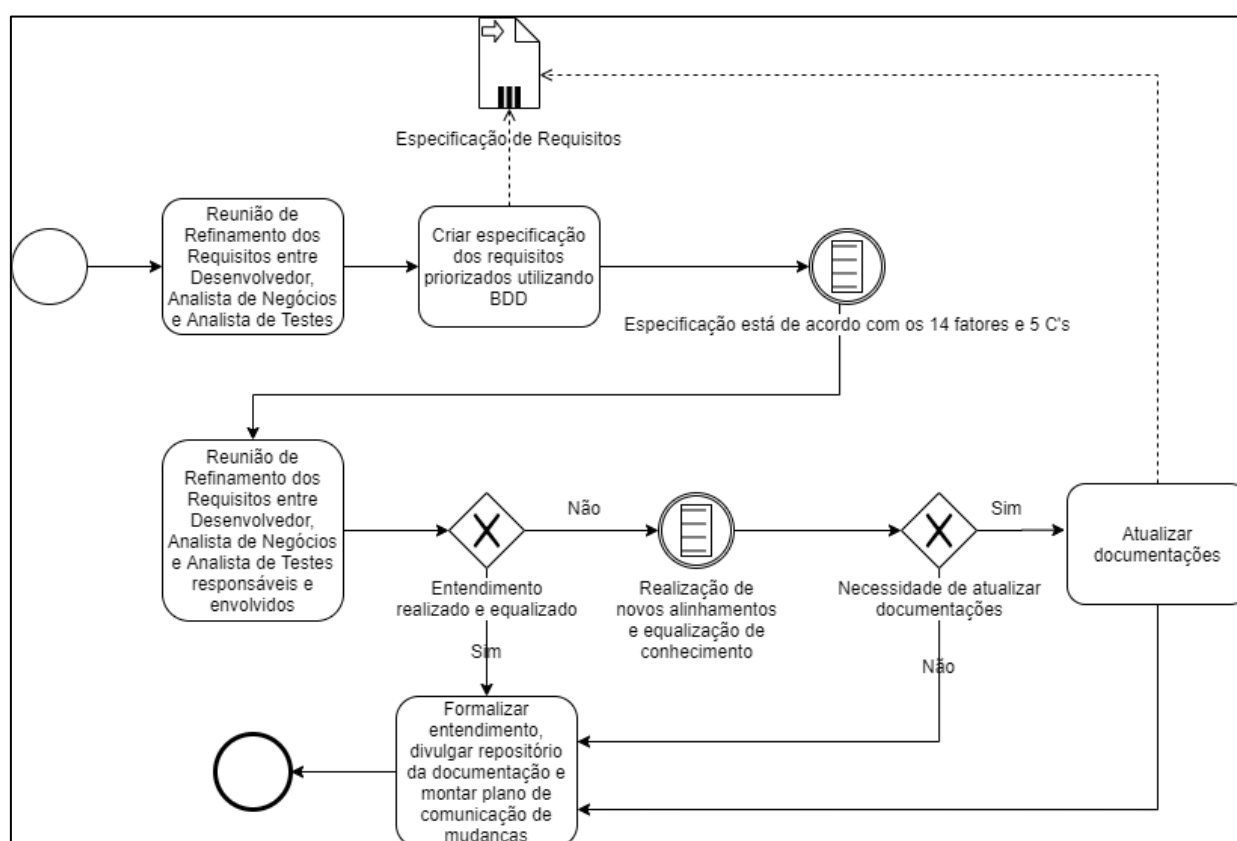 Especificação de Requisitos
Reunião de
Refinamento dos
Requisitos entre
Desenvolvedor,
Analista de Negócios
e Analista de Testes
Criar especificação
dos requisitos
priorizados utilizando
BDD
Especificação está de acordo com os 14 fatores e 5 C's
Reunião de
Refinamento dos
Requisitos entre
Desenvolvedor,
Analista de Negócios
e Analista de Testes
responsáveis e
envolvidos
Entendimento
realizado e equalizado
Não
Sim
Realização de
novos alinhamentos
e equalização de
conhecimento
Necessidade de atualizar
documentações
Sim
Não
Atualizar
documentações
Formalizar
entendimento,
divulgar repositório
da documentação e
montar plano de
comunicação de
mudanças